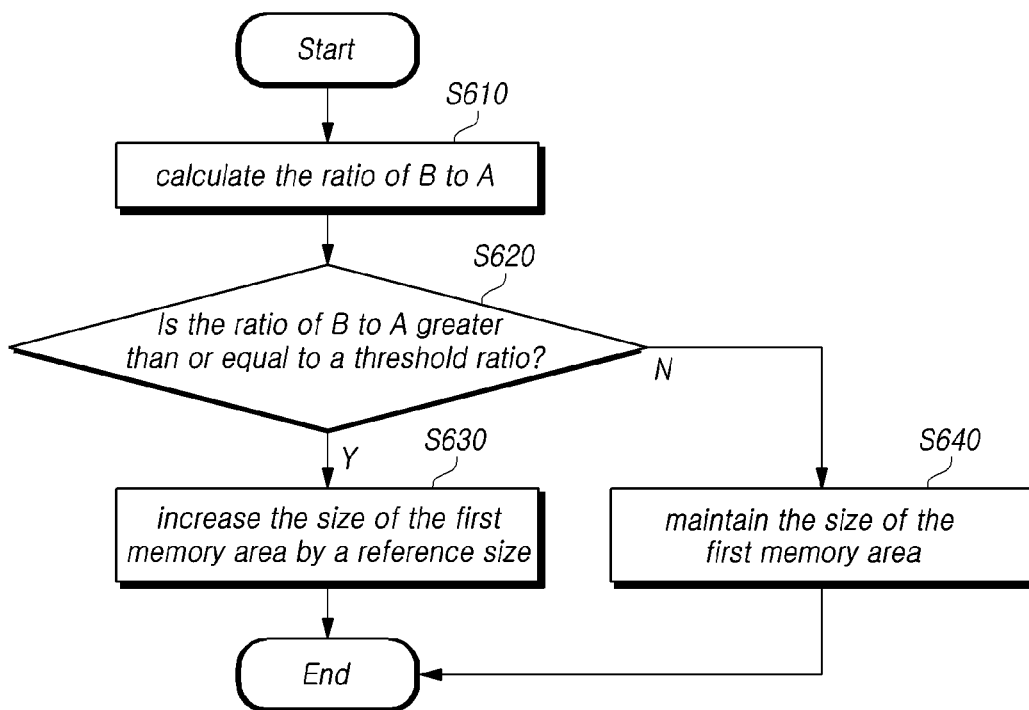 Start
S610
calculate the ratio of B to A
S620
Is the ratio of B to A greater
than or equal to a threshold ratio?
N
Y
S630
increase the size of the first
memory area by a reference size
S640
maintain the size of the
first memory area
End